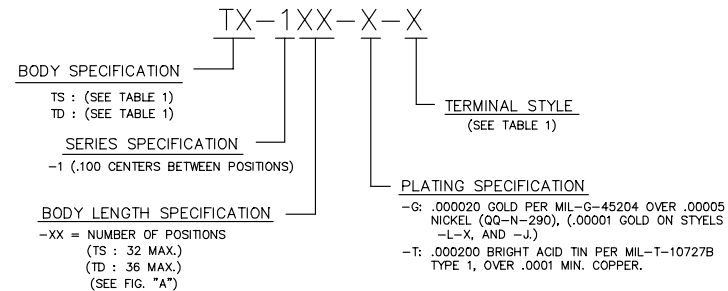 TX-1XX-X-X
BODY SPECIFICATION
TS : (SEE TABLE 1)
TD : (SEE TABLE 1)
TERMINAL STYLE
(SEE TABLE 1)
SERIES SPECIFICATION
-1 (.100 CENTERS BETWEEN POSITIONS)
PLATING SPECIFICATION
-G: .000020 GOLD PER MIL-G-45204 OVER .00005
NICKEL (QQ-N-290), (.00001 GOLD ON STYELS
-L-X, AND -J.)
-T: .000200 BRIGHT ACID TIN PER MIL-T-10727B
TYPE 1, OVER .0001 MIN. COPPER.
BODY LENGTH SPECIFICATION
-XX = NUMBER OF POSITIONS
(TS : 32 MAX.)
(TD : 36 MAX.)
(SEE FIG. "A")